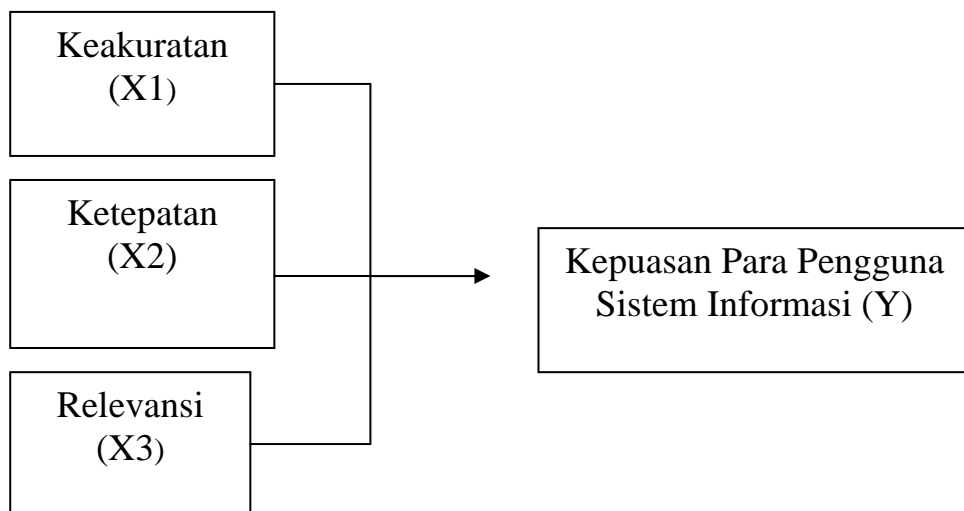 Keakuratan
(X1)
Ketepatan
(X2)
Relevansi
(X3)
Kepuasan Para Pengguna
Sistem Informasi (Y)